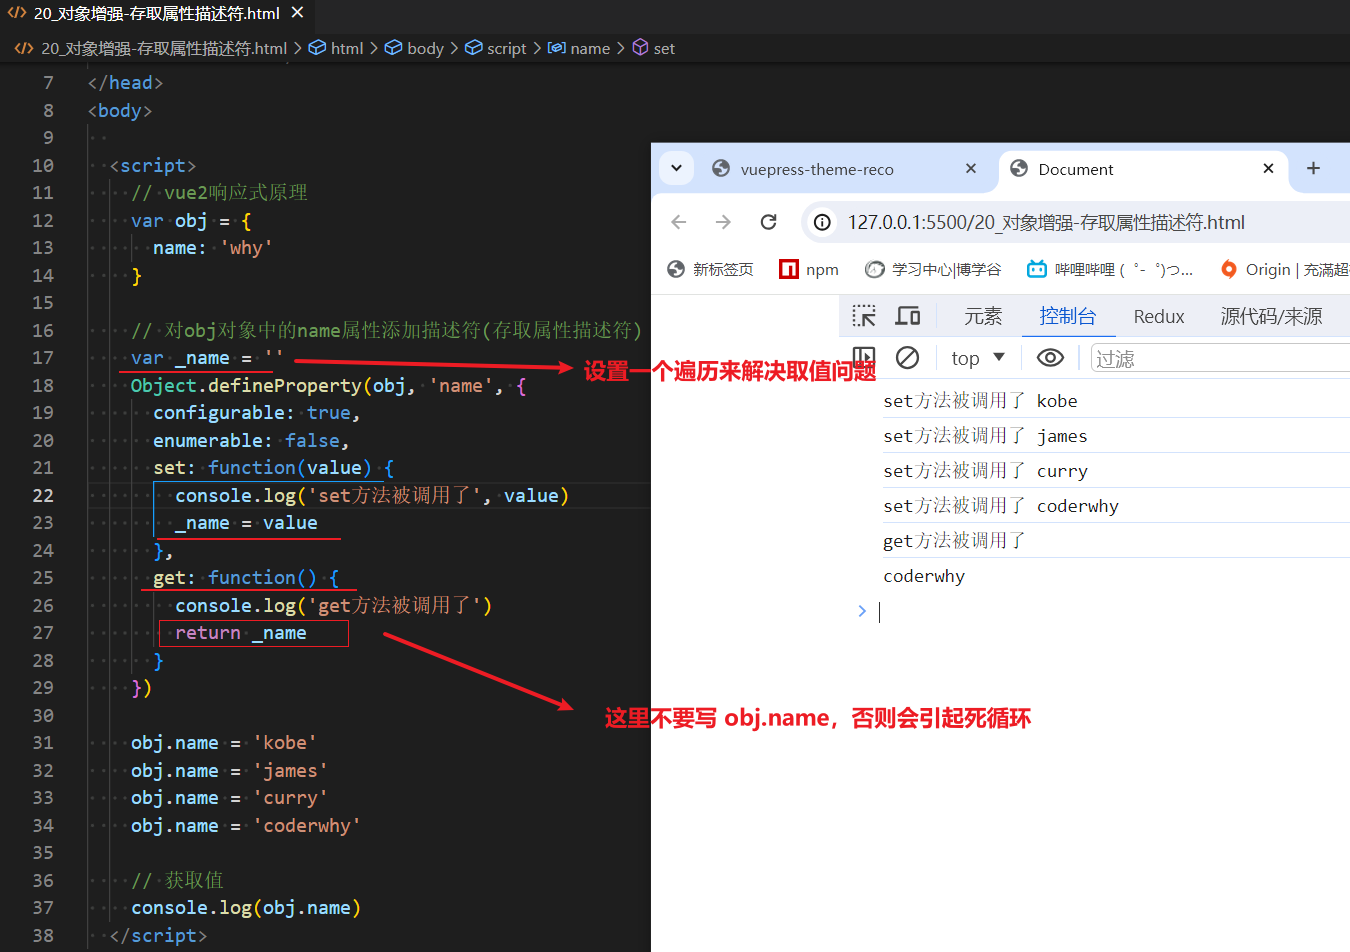 20_对象增强-存取属性描述符.html
20_对象增强-存取属性描述符.html > html > body > script > name > set
7 </head>
8 <body>
9
10 <script>
11 // vue2响应式原理
12 var obj = {
13 name: 'why'
14 }
15
16 // 对obj对象中的name属性添加描述符(存取属性描述符)
17 var _name = ''
18 Object.defineProperty(obj, 'name', {
19 configurable: true,
20 enumerable: false,
21 set: function(value) {
22 console.log('set方法被调用了', value)
23 _name = value
24 },
25 get: function() {
26 console.log('get方法被调用了')
27 return _name
28 }
29 })
30
31 obj.name = 'kobe'
32 obj.name = 'james'
33 obj.name = 'curry'
34 obj.name = 'coderwhy'
35
36 // 获取值
37 console.log(obj.name)
38 </script>
设置一个遍历来解决取值问题
这里不要写 obj.name，否则会引起死循环
vuepress-theme-reco
Document
127.0.0.1:5500/20_对象增强-存取属性描述符.html
新标签页 npm 学习中心|博学谷 哔哩哔哩 (゜-゜)つ... Origin | 充满超
元素 控制台 Redux 源代码/来源
top 过滤
set方法被调用了 kobe
set方法被调用了 james
set方法被调用了 curry
set方法被调用了 coderwhy
get方法被调用了
coderwhy
>